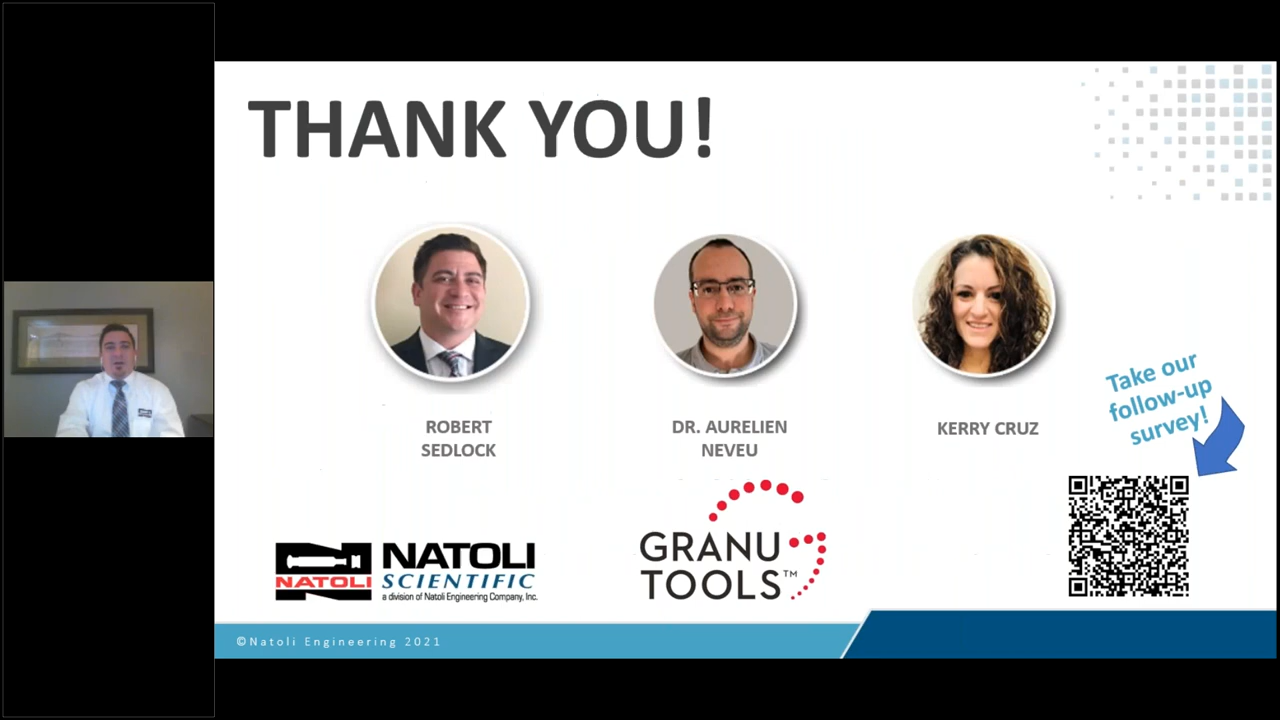 THANK YOU!
ROBERT
SEDLOCK
DR. AURELIEN
NEVEU
KERRY CRUZ
Take our
follow-up
survey!
NATOLI
NATOLI
SCIENTIFIC
a division of Natoli Engineering Company, Inc.
GRANU
TOOLS™
©Natoli Engineering 2021